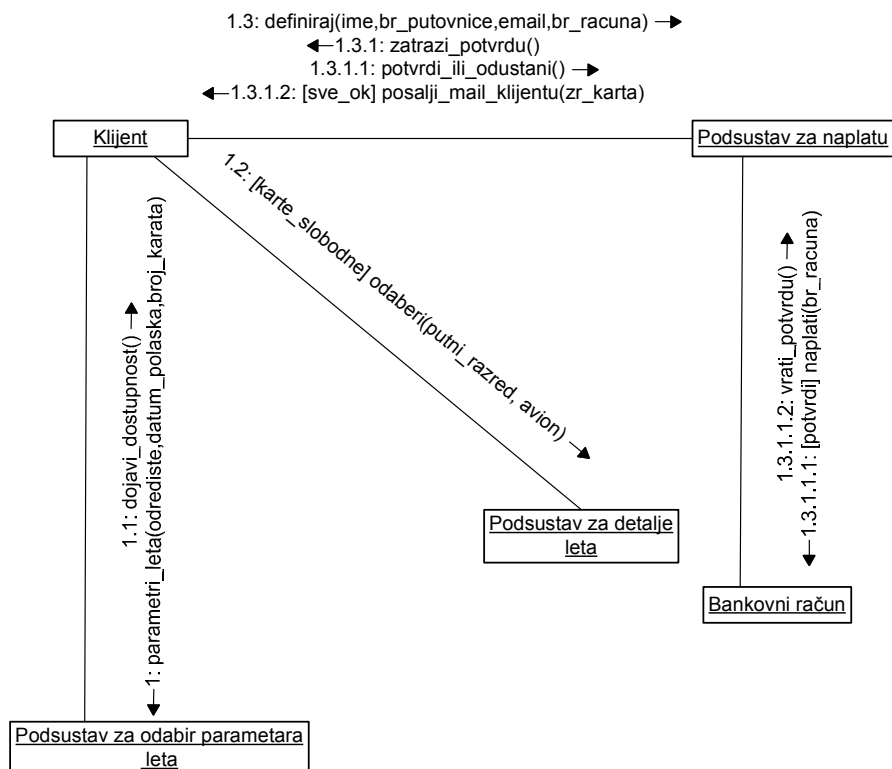 1.3: definiraj(ime,br_putovnice,email,br_racuna)
1.3.1: zatrazi_potvrdu()
1.3.1.1: potvrdi_ili_odustani()
1.3.1.2: [sve_ok] posalji_mail_klijentu(zr_karta)
Klijent
Podsustav za naplatu
1.2: [karte_slobodne] odaberi(putni_razred, avion)
1.1: dojavi_dostupnost()
1: parametri_leta(odrediste,datum_polaska,broj_karata)
1.3.1.1.2: vrati_potvrdu()
1.3.1.1.1: [potvrdi] naplati(br_racuna)
Podsustav za detalje
leta
Bankovni račun
Podsustav za odabir parametara
leta